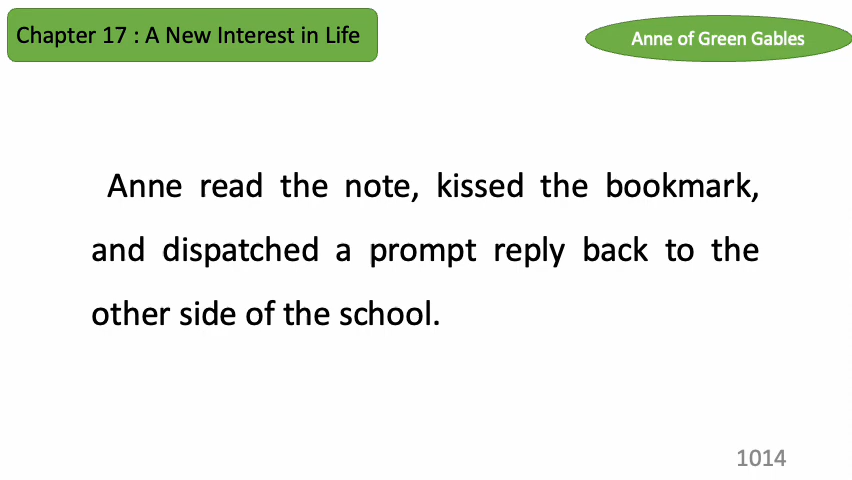 Chapter 17 : A New Interest in Life
Anne of Green Gables
Anne read the note, kissed the bookmark,
and dispatched a prompt reply back to the
other side of the school.
1014